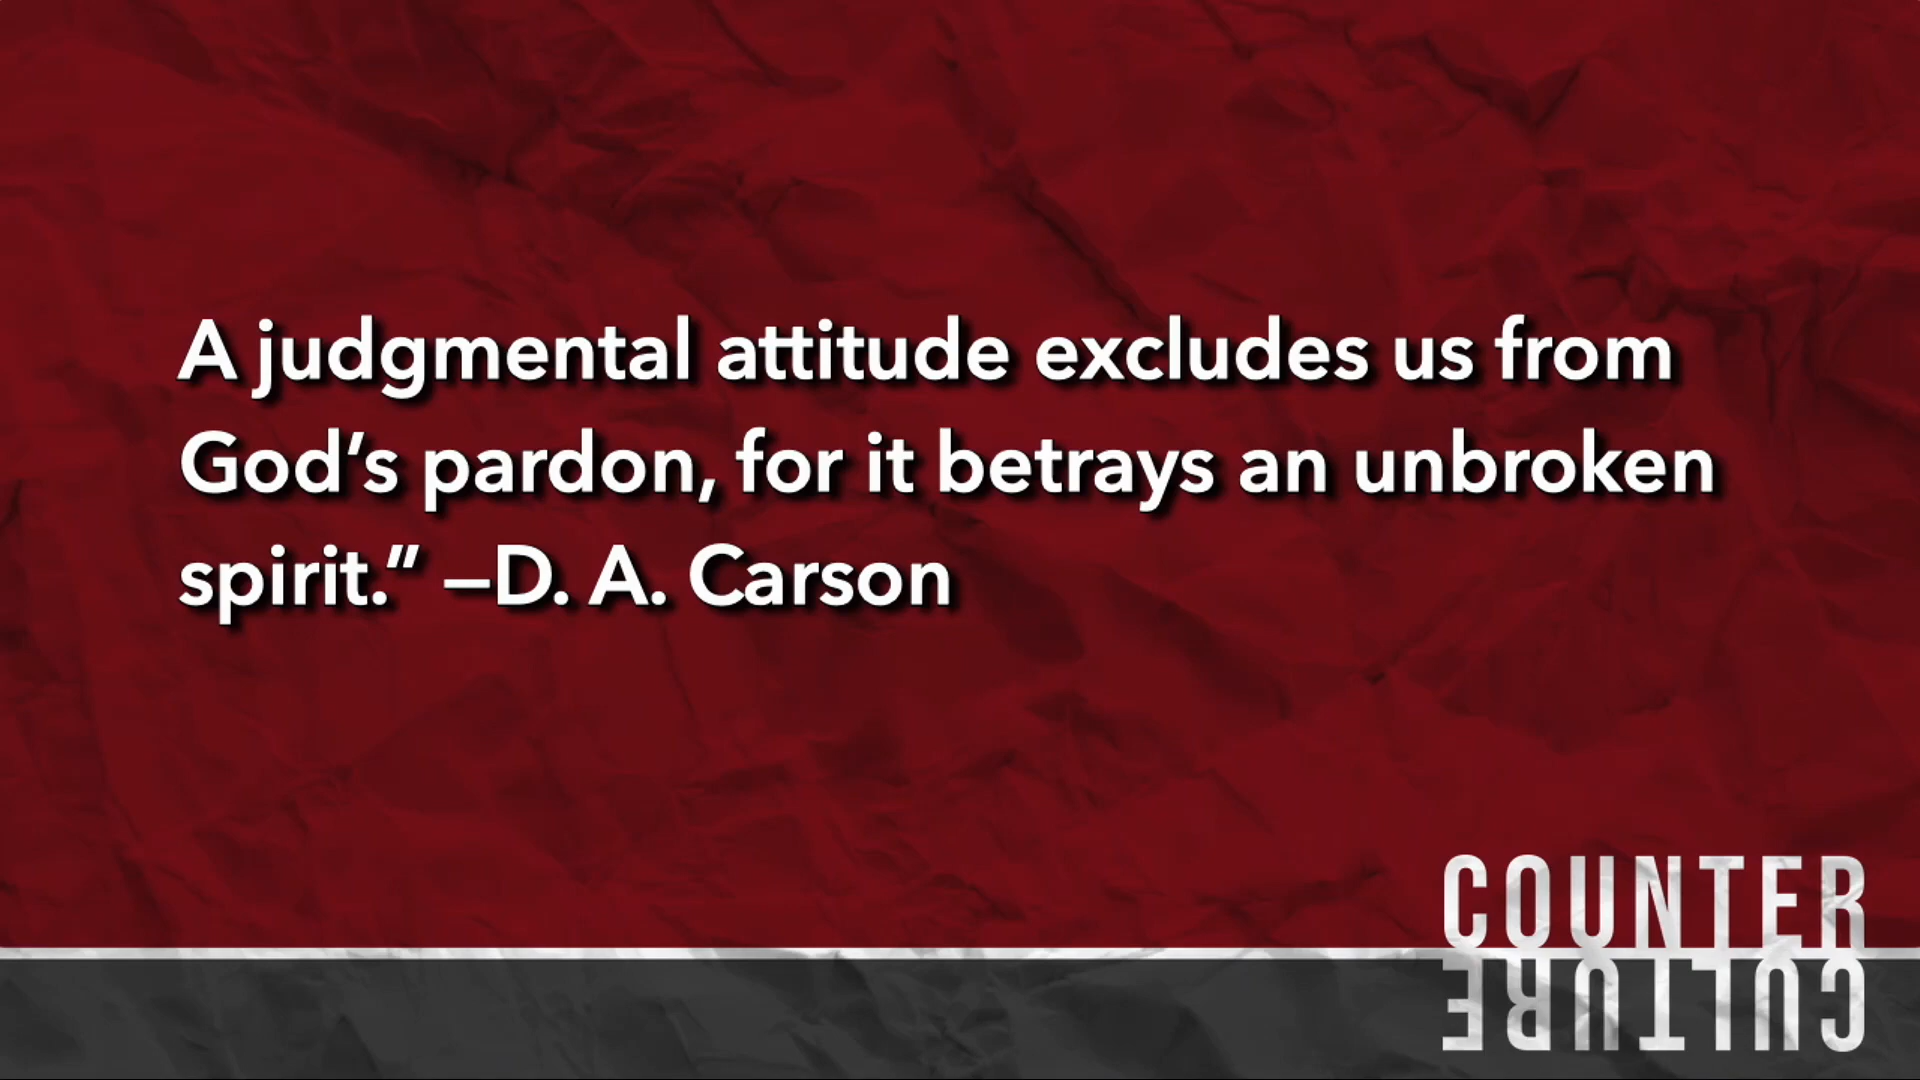 A judgmental attitude excludes us from
God’s pardon, for it betrays an unbroken
spirit.” —D. A. Carson
COUNTER
CULTURE